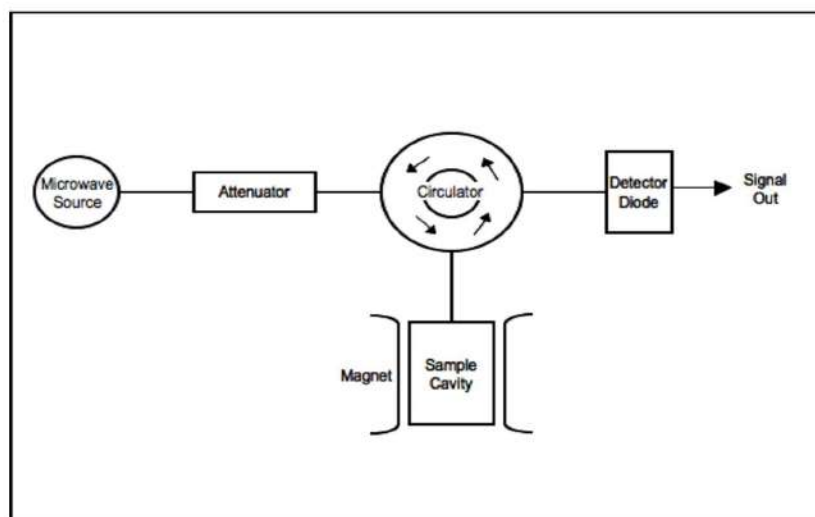 Microwave
Source
Attenuator
Circulator
Detector
Diode
Signal
Out
Magnet
Sample
Cavity